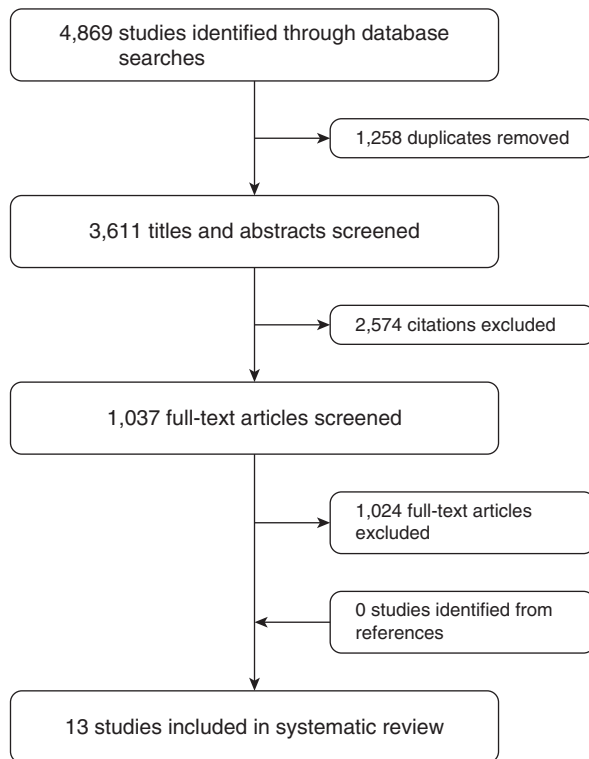 4,869 studies identified through database
searches
1,258 duplicates removed
3,611 titles and abstracts screened
2,574 citations excluded
1,037 full-text articles screened
1,024 full-text articles
excluded
0 studies identified from
references
13 studies included in systematic review